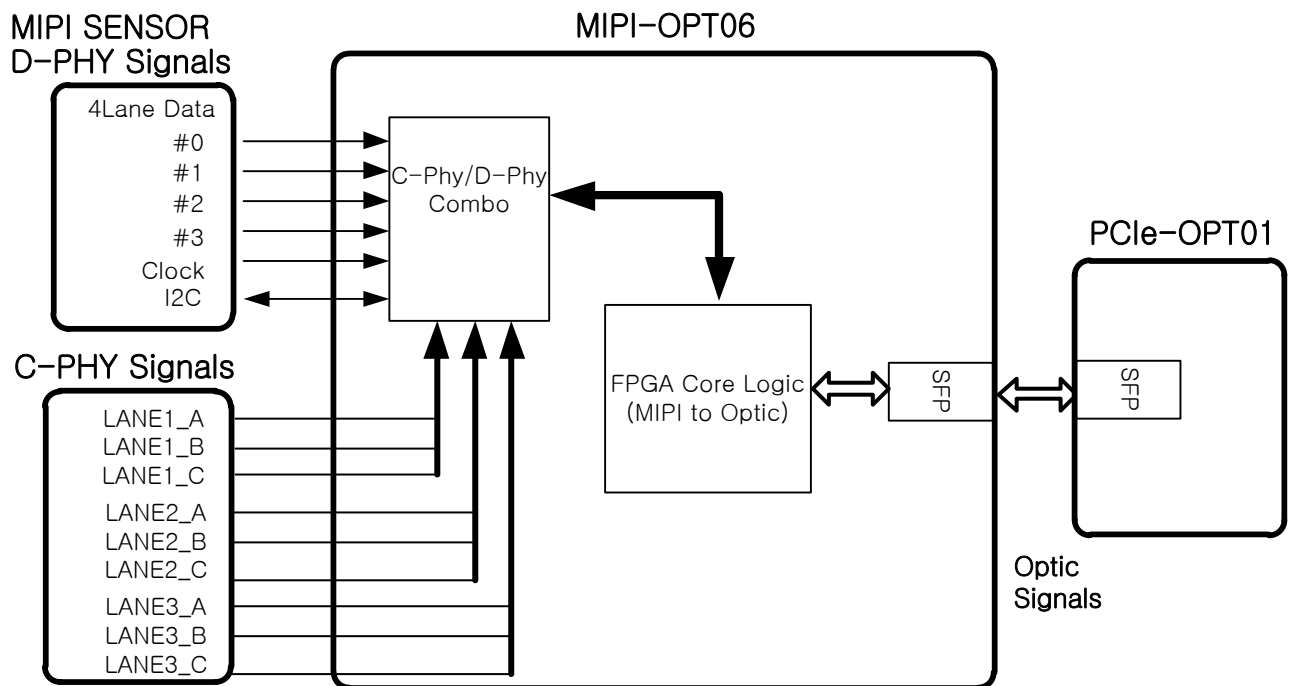 MIPI SENSOR
D-PHY Signals
4Lane Data
#0
#1
#2
#3
Clock
I2C
C-PHY Signals
LANE1_A
LANE1_B
LANE1_C
LANE2_A
LANE2_B
LANE2_C
LANE3_A
LANE3_B
LANE3_C
MIPI-OPT06
C-Phy/D-Phy
Combo
FPGA Core Logic
(MIPI to Optic)
SFP
PCIe-OPT01
SFP
Optic
Signals